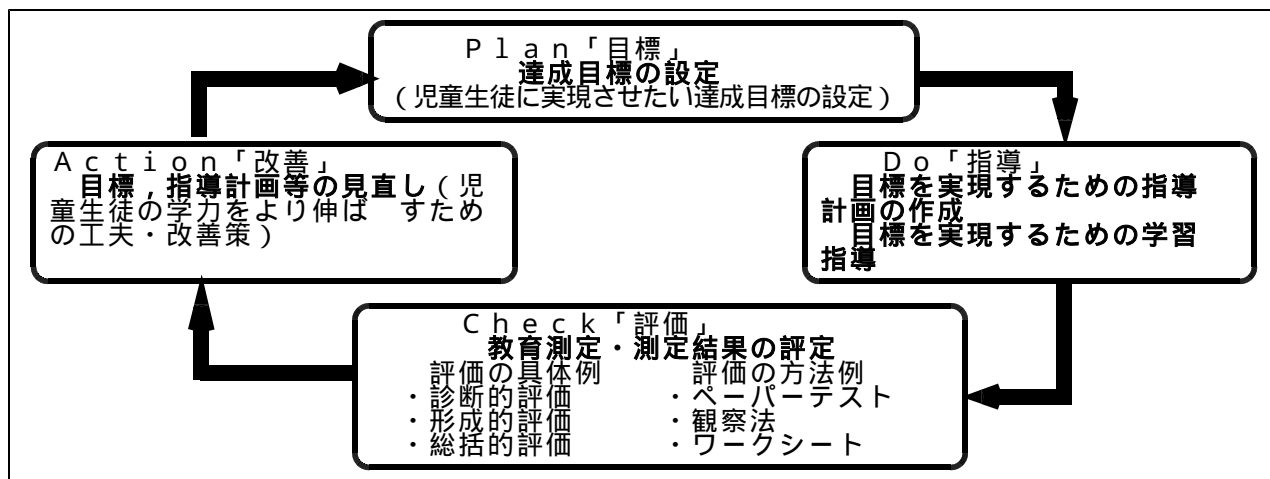 Ｐｌａｎ「目標」
達成目標の設定
（児童生徒に実現させたい達成目標の設定）
Ａｃｔｉｏｎ「改善」
目標，指導計画等の見直し（児
童生徒の学力をより伸ば　すため
の工夫・改善策）
Ｄｏ「指導」
目標を実現するための指導
計画の作成
目標を実現するための学習
指導
Ｃｈｅｃｋ「評価」
教育測定・測定結果の評定
評価の具体例　　　評価の方法例
・診断的評価　　　・ペーパーテスト
・形成的評価　　　・観察法
・総括的評価　　　・ワークシート